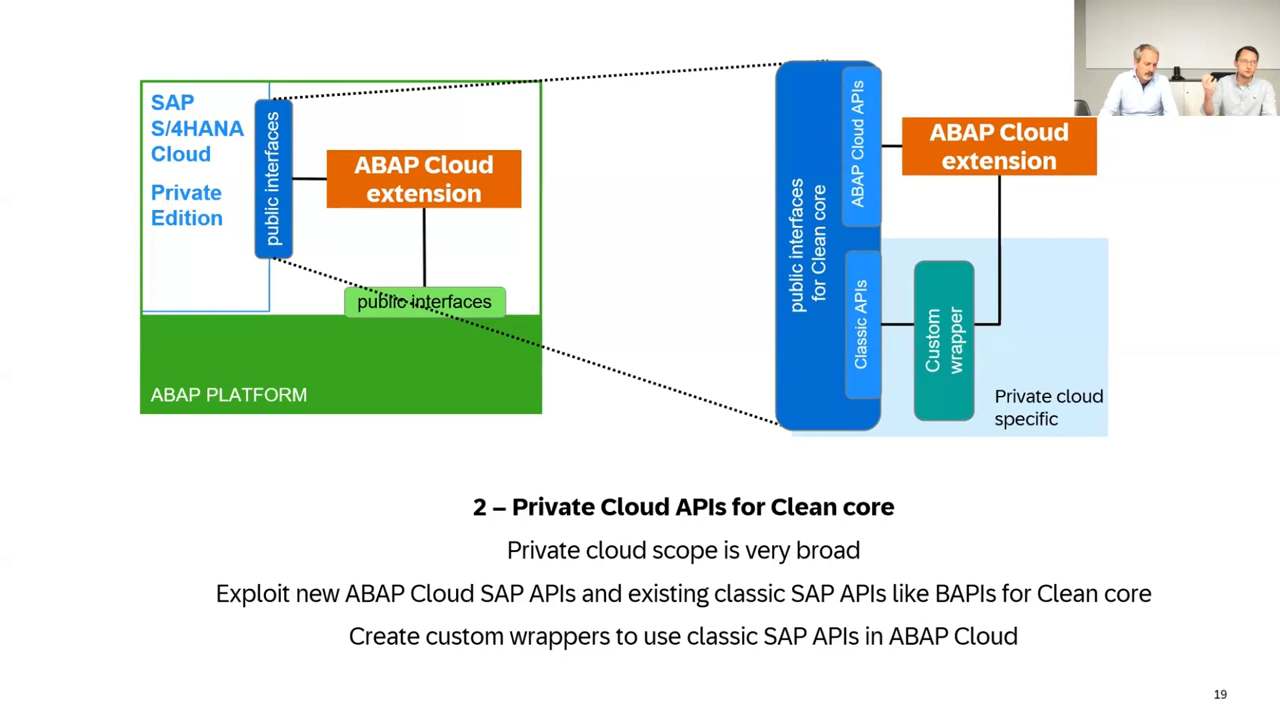 SAP
S/4HANA
Cloud
Private
Edition
public interfaces
ABAP Cloud
extension
public interfaces
ABAP PLATFORM
public interfaces
for Clean core
ABAP Cloud APIs
Classic APIs
ABAP Cloud
extension
Custom
wrapper
Private cloud
specific
2 – Private Cloud APIs for Clean core
Private cloud scope is very broad
Exploit new ABAP Cloud SAP APIs and existing classic SAP APIs like BAPIs for Clean core
Create custom wrappers to use classic SAP APIs in ABAP Cloud
19